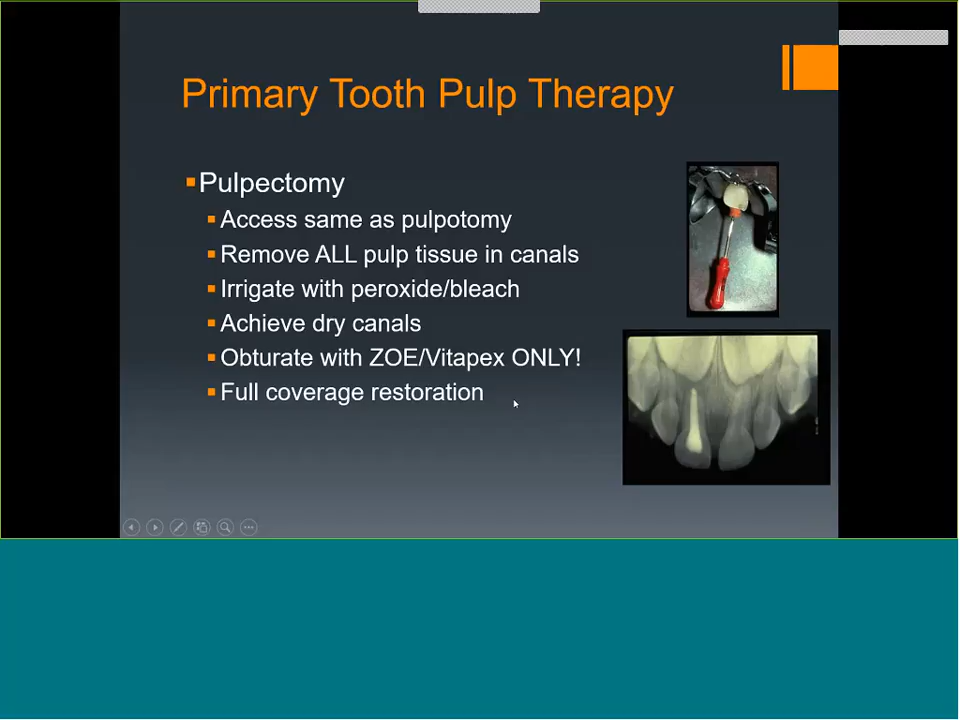 Primary Tooth Pulp Therapy
Pulpectomy
Access same as pulpotomy
Remove ALL pulp tissue in canals
Irrigate with peroxide/bleach
Achieve dry canals
Obturate with ZOE/Vitapex ONLY!
Full coverage restoration